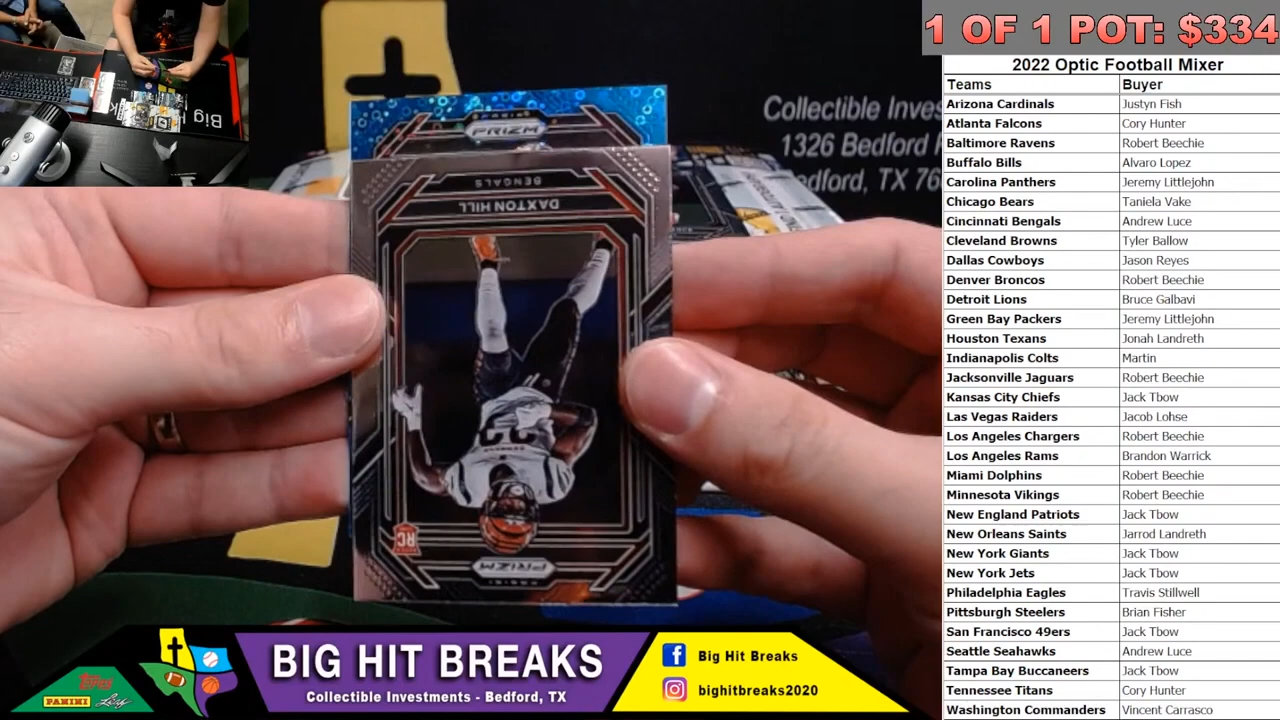 1 OF 1 POT: $334
2022 Optic Football Mixer
Teams Buyer
Arizona Cardinals Justyn Fish
Atlanta Falcons Cory Hunter
Baltimore Ravens Robert Beechie
Buffalo Bills Alvaro Lopez
Carolina Panthers Jeremy Littlejohn
Chicago Bears Taniela Vake
Cincinnati Bengals Andrew Luce
Cleveland Browns Tyler Ballow
Dallas Cowboys Jason Reyes
Denver Broncos Robert Beechie
Detroit Lions Bruce Galbavi
Green Bay Packers Jeremy Littlejohn
Houston Texans Jonah Landreth
Indianapolis Colts Martin
Jacksonville Jaguars Robert Beechie
Kansas City Chiefs Jack Tbow
Las Vegas Raiders Jacob Lohse
Los Angeles Chargers Robert Beechie
Los Angeles Rams Brandon Warrick
Miami Dolphins Robert Beechie
Minnesota Vikings Robert Beechie
New England Patriots Jack Tbow
New Orleans Saints Jarrod Landreth
New York Giants Jack Tbow
New York Jets Jack Tbow
Philadelphia Eagles Travis Stillwell
Pittsburgh Steelers Brian Fisher
San Francisco 49ers Jack Tbow
Seattle Seahawks Andrew Luce
Tampa Bay Buccaneers Jack Tbow
Tennessee Titans Cory Hunter
Washington Commanders Vincent Carrasco
Collectible Inves
1326 Bedford
edford, TX 76
Big H
PRIZM
BENGALS
DAXTON HILL
RC
PRIZM
PANINI
BIG HIT BREAKS
Collectible Investments - Bedford, TX
Big Hit Breaks
bighitbreaks2020
Topps
PANINI
Leaf